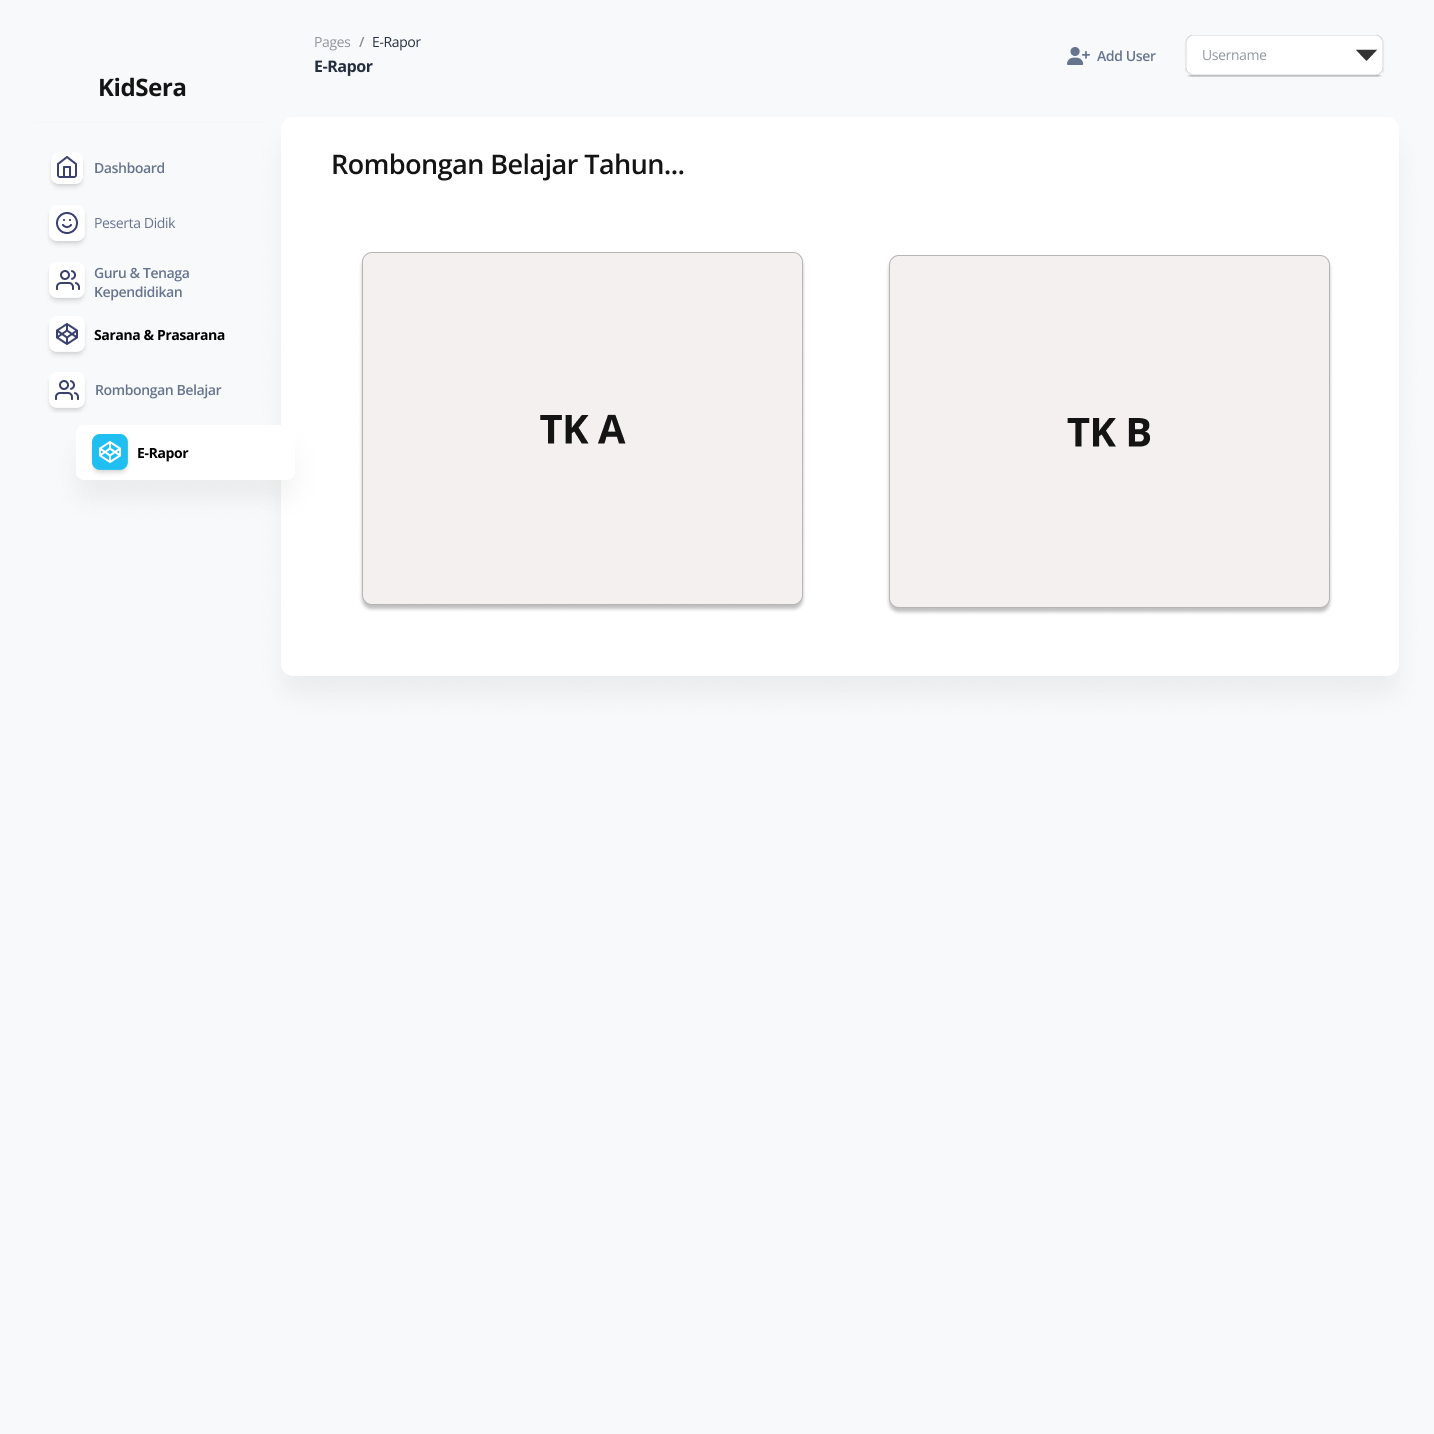 KidSera
Dashboard
Peserta Didik
Guru & Tenaga
Kependidikan
Sarana & Prasarana
Rombongan Belajar
E-Rapor
Pages / E-Rapor
E-Rapor
Add User
Username
Rombongan Belajar Tahun...
TK A
TK B